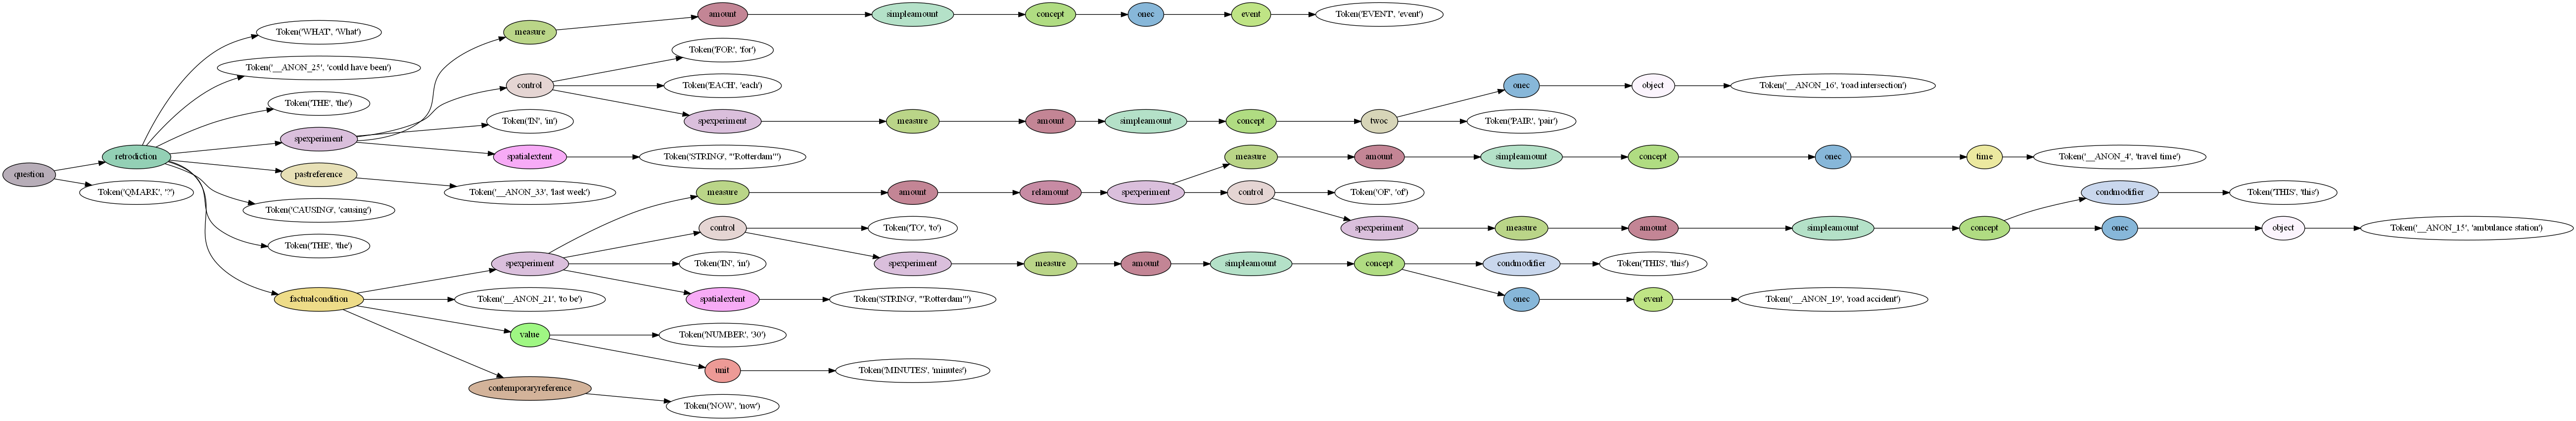 amount
simpleamount
concept
onec
event
Token('EVENT', 'event')
measure
Token('WHAT', 'What')
Token('FOR', 'for')
Token('__ANON_25', 'could have been')
control
Token('EACH', 'each')
onec
object
Token('__ANON_16', 'road intersection')
Token('THE', 'the')
Token('IN', 'in')
spexperiment
measure
amount
simpleamount
concept
twoc
Token('PAIR', 'pair')
spexperiment
retrodiction
spatialextent
Token('STRING', "'Rotterdam'")
measure
amount
simpleamount
concept
onec
time
Token('__ANON_4', 'travel time')
question
pastreference
Token('QMARK', '?')
Token('__ANON_33', 'last week')
measure
amount
relamount
spexperiment
control
Token('OF', 'of')
condmodifier
Token('THIS', 'this')
Token('CAUSING', 'causing')
control
Token('TO', 'to')
spexperiment
measure
amount
simpleamount
concept
onec
object
Token('__ANON_15', 'ambulance station')
Token('THE', 'the')
spexperiment
Token('IN', 'in')
spexperiment
measure
amount
simpleamount
concept
condmodifier
Token('THIS', 'this')
factualcondition
Token('__ANON_21', 'to be')
spatialextent
Token('STRING', "'Rotterdam'")
onec
event
Token('__ANON_19', 'road accident')
value
Token('NUMBER', '30')
unit
Token('MINUTES', 'minutes')
contemporaryreference
Token('NOW', 'now')